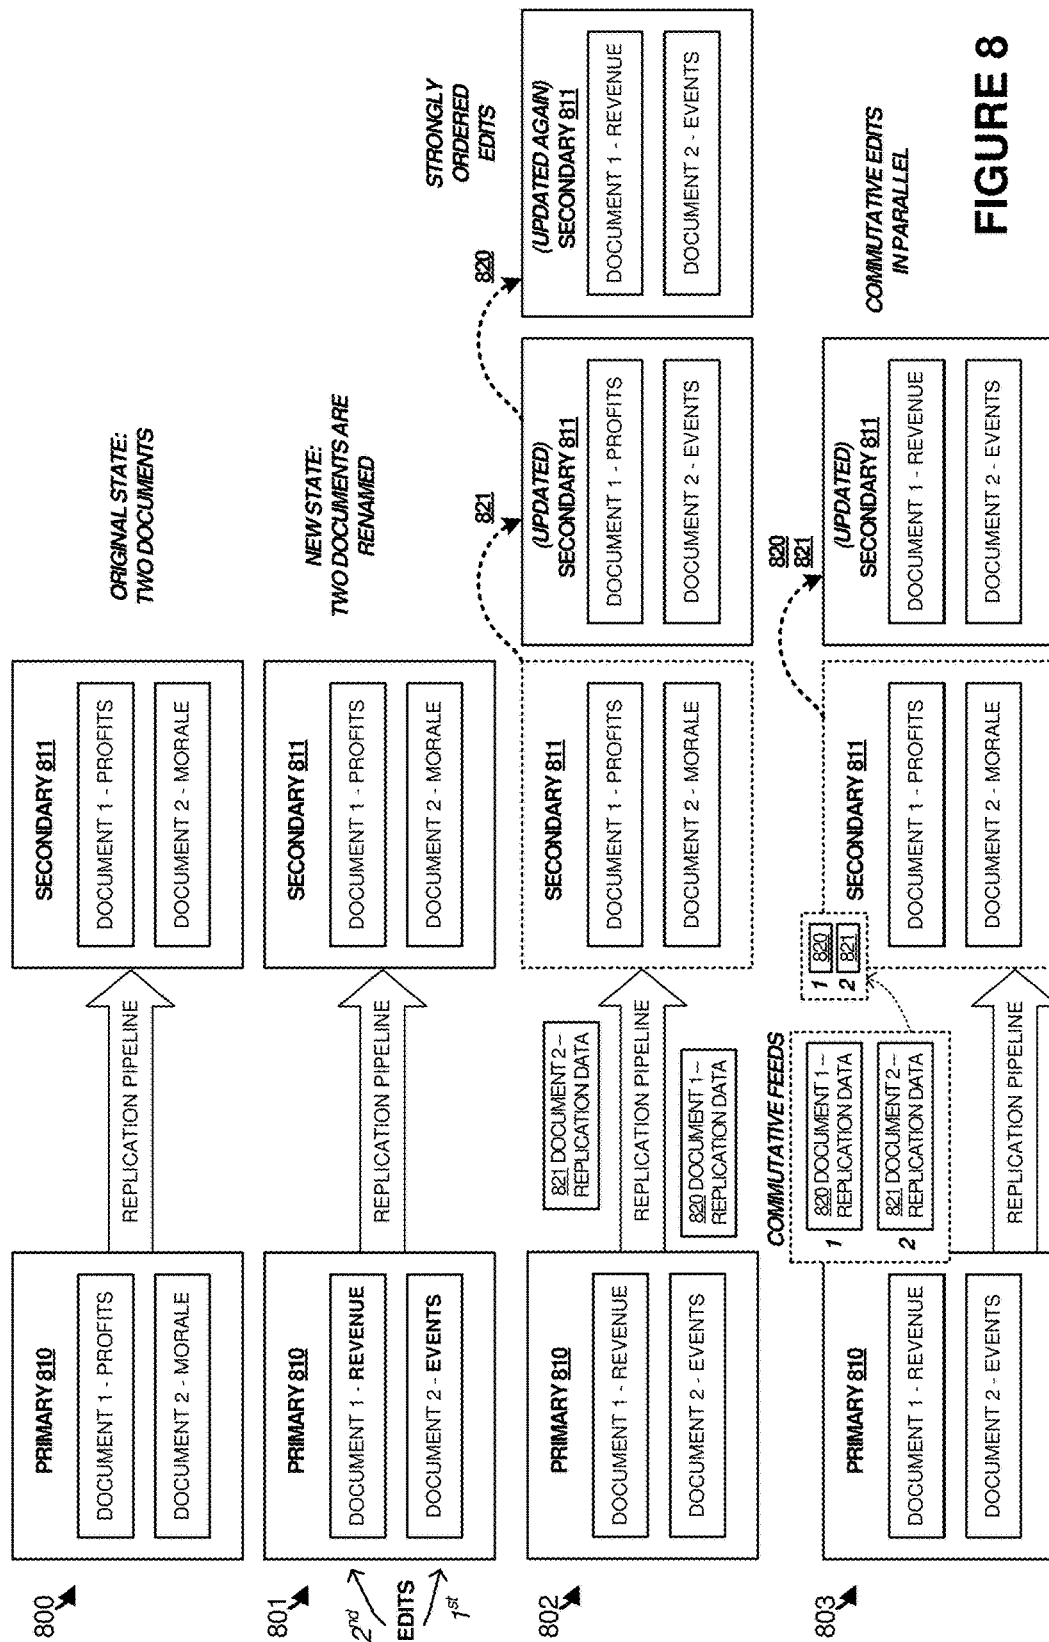 800
PRIMARY 810
DOCUMENT 1 - PROFITS
DOCUMENT 2 - MORALE
REPLICATION PIPELINE
SECONDARY 811
DOCUMENT 1 - PROFITS
DOCUMENT 2 - MORALE
ORIGINAL STATE:
TWO DOCUMENTS
801
2nd
EDITS
1st
PRIMARY 810
DOCUMENT 1 - REVENUE
DOCUMENT 2 - EVENTS
REPLICATION PIPELINE
SECONDARY 811
DOCUMENT 1 - PROFITS
DOCUMENT 2 - MORALE
NEW STATE:
TWO DOCUMENTS ARE
RENAMED
802
PRIMARY 810
DOCUMENT 1 - REVENUE
DOCUMENT 2 - EVENTS
821 DOCUMENT 2 –
REPLICATION DATA
REPLICATION PIPELINE
820 DOCUMENT 1 –
REPLICATION DATA
SECONDARY 811
DOCUMENT 1 - PROFITS
DOCUMENT 2 - MORALE
821
(UPDATED)
SECONDARY 811
DOCUMENT 1 - PROFITS
DOCUMENT 2 - EVENTS
820
STRONGLY
ORDERED
EDITS
(UPDATED AGAIN)
SECONDARY 811
DOCUMENT 1 - REVENUE
DOCUMENT 2 - EVENTS
803
PRIMARY 810
DOCUMENT 1 - REVENUE
DOCUMENT 2 - EVENTS
COMMUTATIVE FEEDS
1 820 DOCUMENT 1 –
REPLICATION DATA
2 821 DOCUMENT 2 –
REPLICATION DATA
REPLICATION PIPELINE
1 820
2 821
SECONDARY 811
DOCUMENT 1 - PROFITS
DOCUMENT 2 - MORALE
820
821
(UPDATED)
SECONDARY 811
DOCUMENT 1 - REVENUE
DOCUMENT 2 - EVENTS
COMMUTATIVE EDITS
IN PARALLEL
FIGURE 8